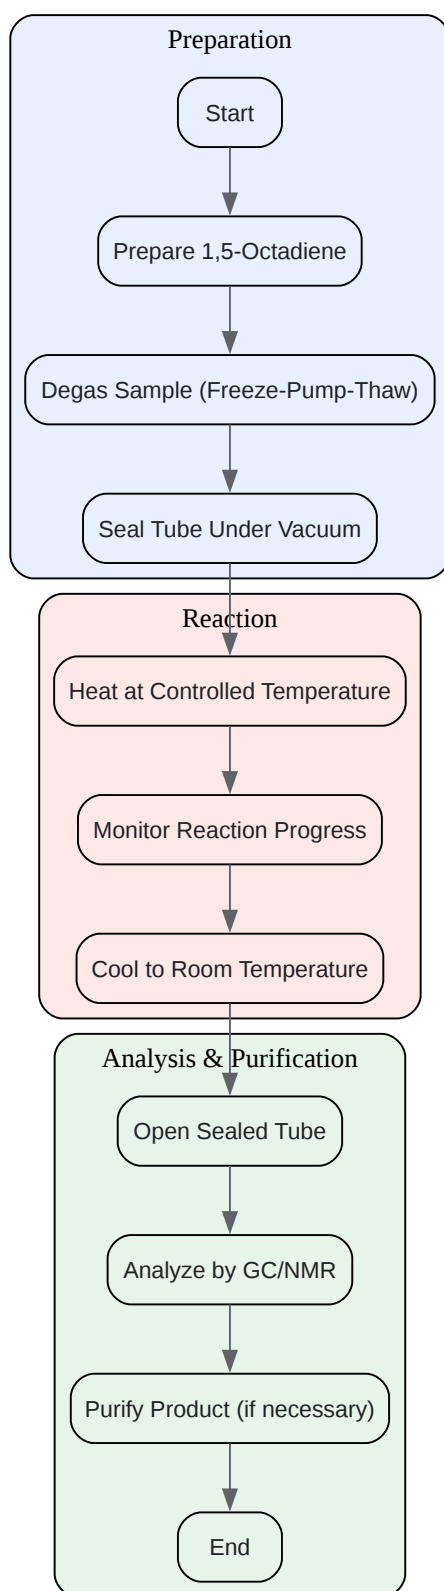 Preparation
Start
Prepare 1,5-Octadiene
Degas Sample (Freeze-Pump-Thaw)
Seal Tube Under Vacuum
Reaction
Heat at Controlled Temperature
Monitor Reaction Progress
Cool to Room Temperature
Analysis & Purification
Open Sealed Tube
Analyze by GC/NMR
Purify Product (if necessary)
End